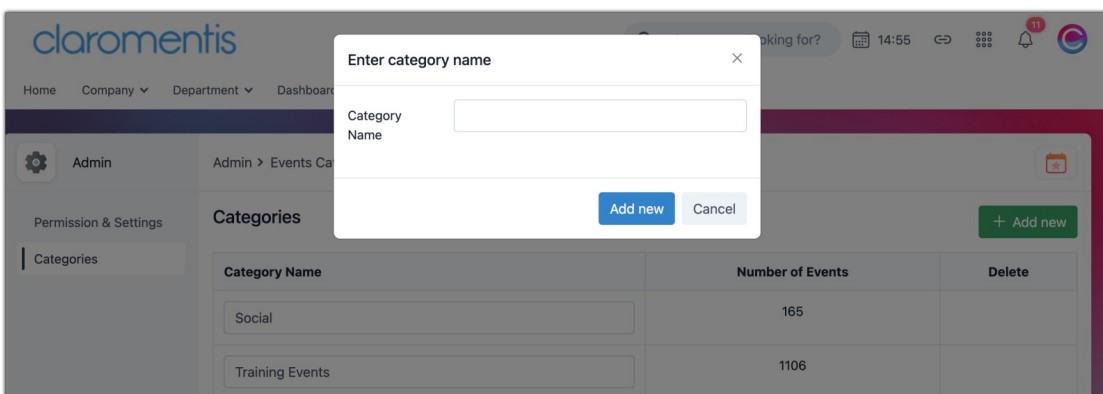 claromentis
oking for?
14:55
11
Home Company Department Dashboar
Enter category name
Category
Name
Add new Cancel
Admin
Admin > Events Ca
Permission & Settings
Categories
Categories
+ Add new
Category Name Number of Events Delete
Social 165
Training Events 1106